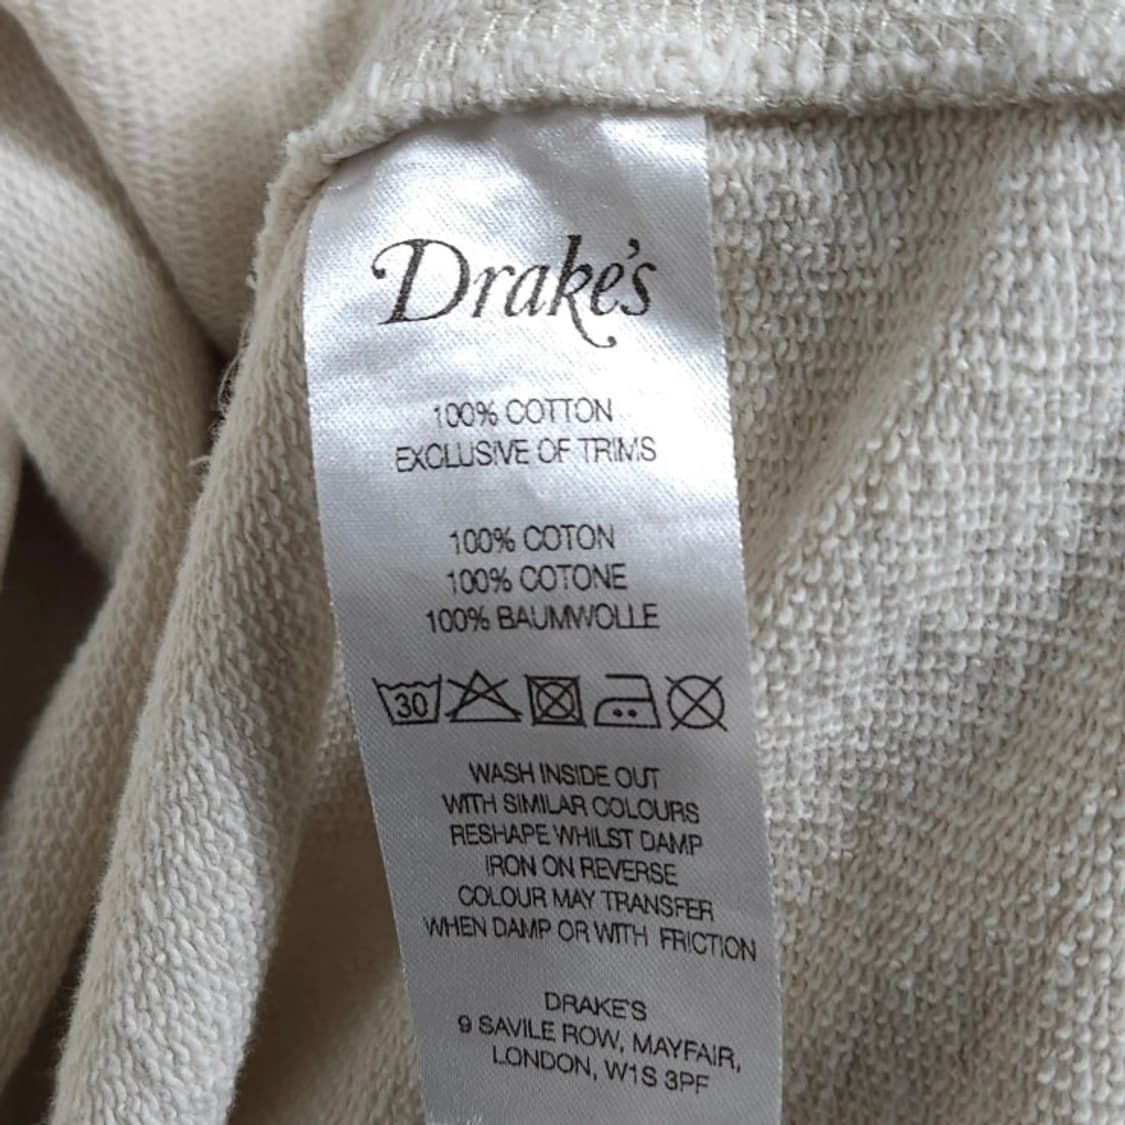 Drake's
100% COTTON
EXCLUSIVE OF TRIMS
100% COTON
100% COTONE
100% BAUMWOLLE
30
WASH INSIDE OUT
WITH SIMILAR COLOURS
RESHAPE WHILST DAMP
IRON ON REVERSE
COLOUR MAY TRANSFER
WHEN DAMP OR WITH FRICTION
DRAKE'S
9 SAVILE ROW, MAYFAIR,
LONDON, W1S 3PF